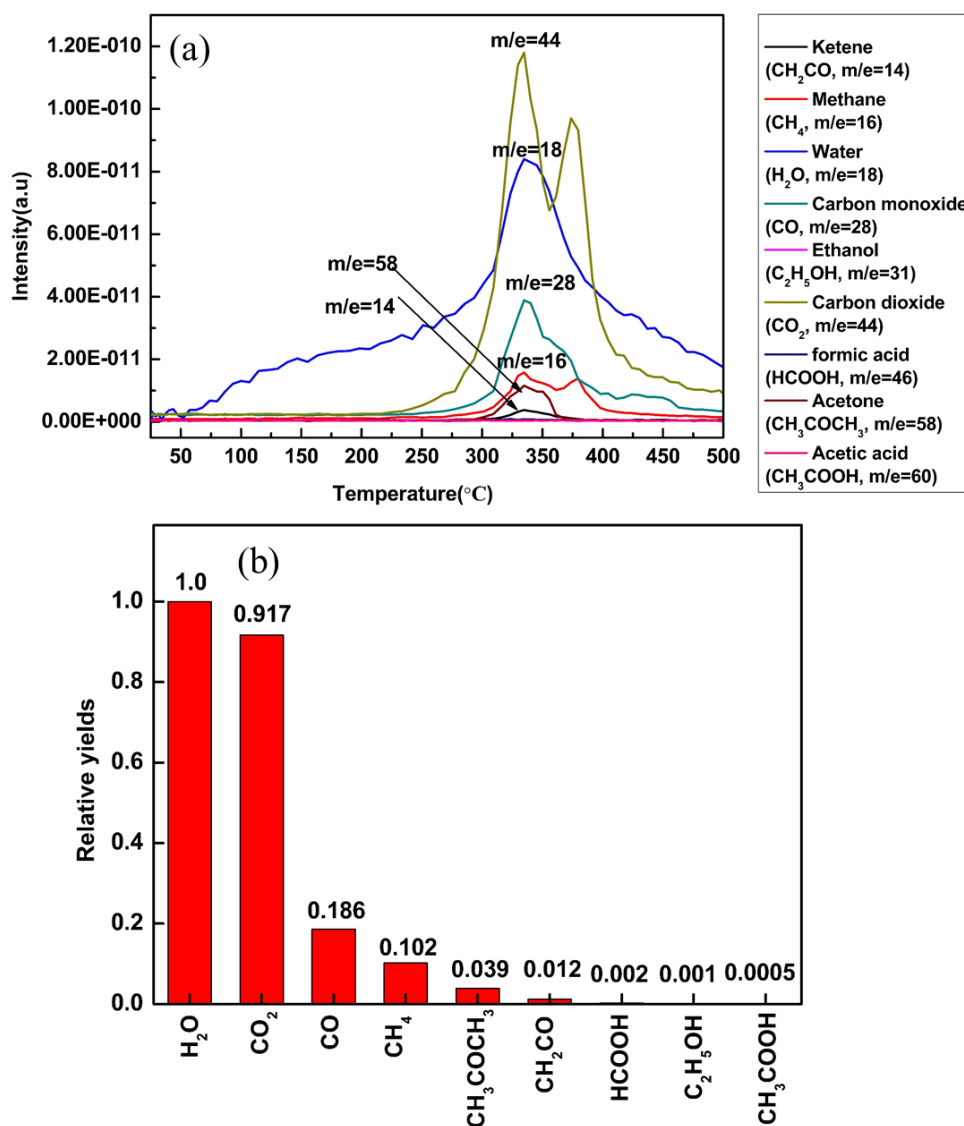 (a)
m/e=44
m/e=18
m/e=58
m/e=14
m/e=28
m/e=16
1.20E-010
1.00E-010
8.00E-011
6.00E-011
4.00E-011
2.00E-011
0.00E+000
Intensity(a.u)
50 100 150 200 250 300 350 400 450 500
Temperature(°C)
Ketene
(CH₂CO, m/e=14)
Methane
(CH₄, m/e=16)
Water
(H₂O, m/e=18)
Carbon monoxide
(CO, m/e=28)
Ethanol
(C₂H₅OH, m/e=31)
Carbon dioxide
(CO₂, m/e=44)
formic acid
(HCOOH, m/e=46)
Acetone
(CH₃COCH₃, m/e=58)
Acetic acid
(CH₃COOH, m/e=60)
(b)
1.0
0.917
0.186
0.102
0.039
0.012
0.002
0.001
0.0005
1.0
0.8
0.6
0.4
0.2
0.0
Relative yields
H₂O
CO₂
CO
CH₄
CH₃COCH₃
CH₂CO
HCOOH
C₂H₅OH
CH₃COOH